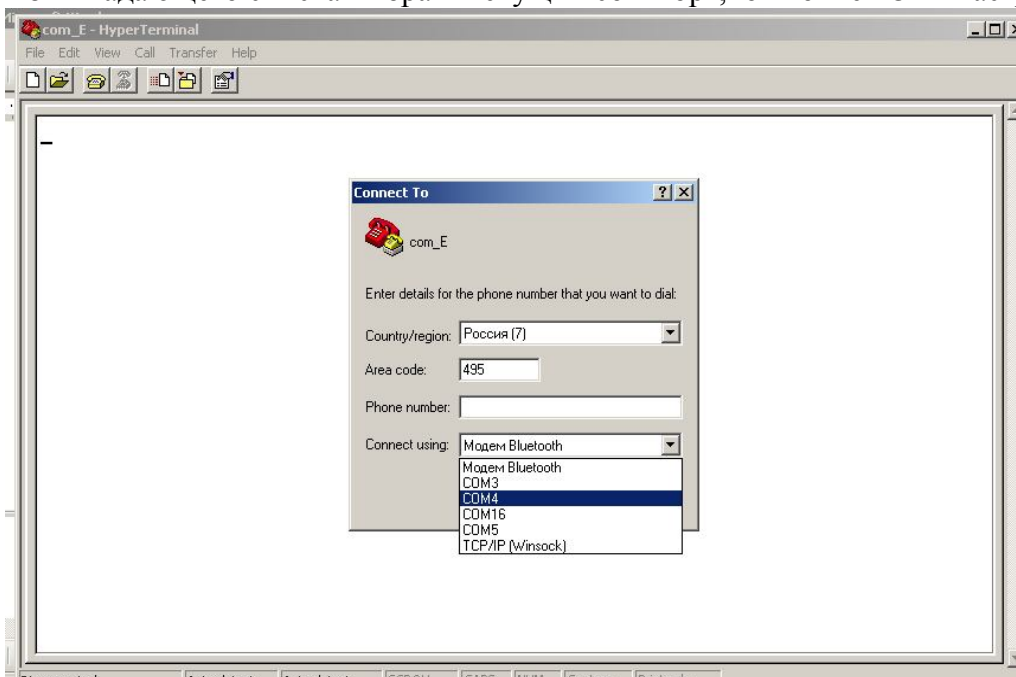 com_E - HyperTerminal
File Edit View Call Transfer Help
Connect To
com_E
Enter details for the phone number that you want to dial:
Country/region: Россия (7)
Area code: 495
Phone number:
Connect using: Модем Bluetooth
Модем Bluetooth
COM3
COM4
COM16
COM5
TCP/IP (Winsock)